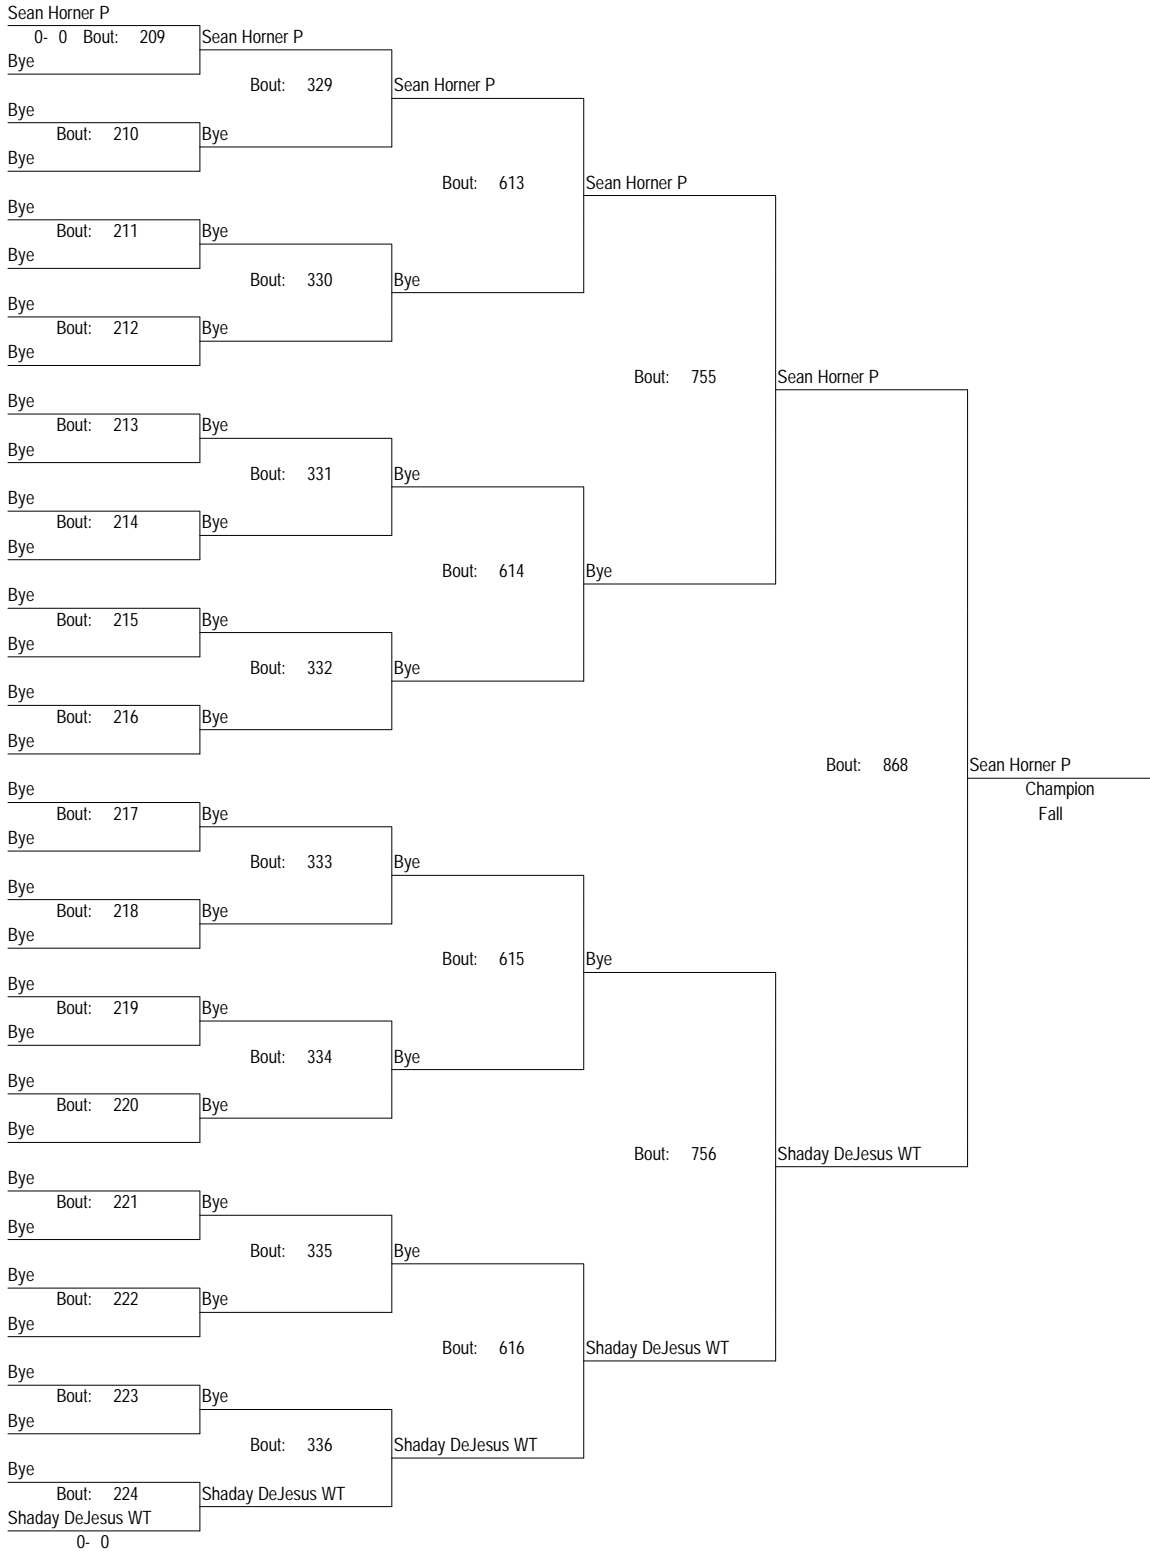 Sean Horner P
0- 0 Bout: 209 Sean Horner P
Bye
Bout: 329 Sean Horner P
Bye
Bout: 210 Bye
Bye
Bout: 613 Sean Horner P
Bye
Bout: 211 Bye
Bye
Bout: 330 Bye
Bye
Bout: 212 Bye
Bye
Bout: 755 Sean Horner P
Bye
Bout: 213 Bye
Bye
Bout: 331 Bye
Bye
Bout: 214 Bye
Bye
Bout: 614 Bye
Bye
Bout: 215 Bye
Bye
Bout: 332 Bye
Bye
Bout: 216 Bye
Bye
Bout: 868 Sean Horner P
Bye Champion
Bout: 217 Bye Fall
Bye
Bout: 333 Bye
Bye
Bout: 218 Bye
Bye
Bout: 615 Bye
Bye
Bout: 219 Bye
Bye
Bout: 334 Bye
Bye
Bout: 220 Bye
Bye
Bout: 756 Shaday DeJesus WT
Bye
Bout: 221 Bye
Bye
Bout: 335 Bye
Bye
Bout: 222 Bye
Bye
Bout: 616 Shaday DeJesus WT
Bye
Bout: 223 Bye
Bye
Bout: 336 Shaday DeJesus WT
Bye
Bout: 224 Shaday DeJesus WT
Shaday DeJesus WT
0- 0